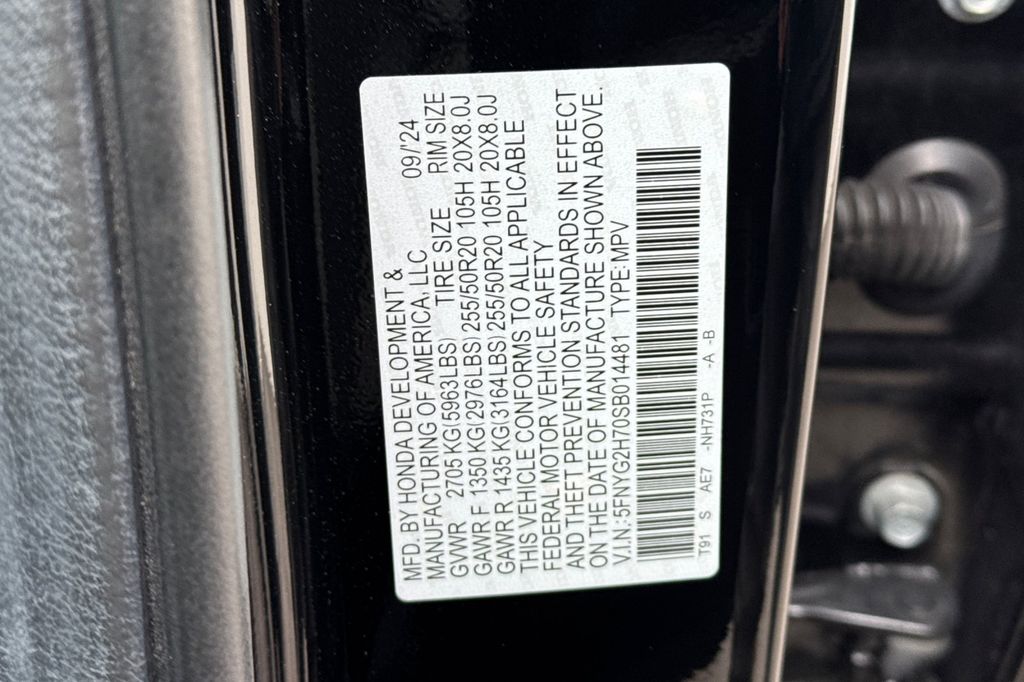 MFD. BY HONDA DEVELOPMENT &
MANUFACTURING OF AMERICA, LLC 09/'24
GVWR 2705 KG (5963LBS) TIRE SIZE RIM SIZE
GAWR F 1350 KG (2976LBS) 255/50R20 105H 20X8.0J
GAWR R 1435 KG (3164LBS) 255/50R20 105H 20X8.0J
THIS VEHICLE CONFORMS TO ALL APPLICABLE
FEDERAL MOTOR VEHICLE SAFETY
AND THEFT PREVENTION STANDARDS IN EFFECT
ON THE DATE OF MANUFACTURE SHOWN ABOVE.
V.I.N.:5FNYG2H70SB014481 TYPE:MPV
T91 S AE7 -NH731P -A -B